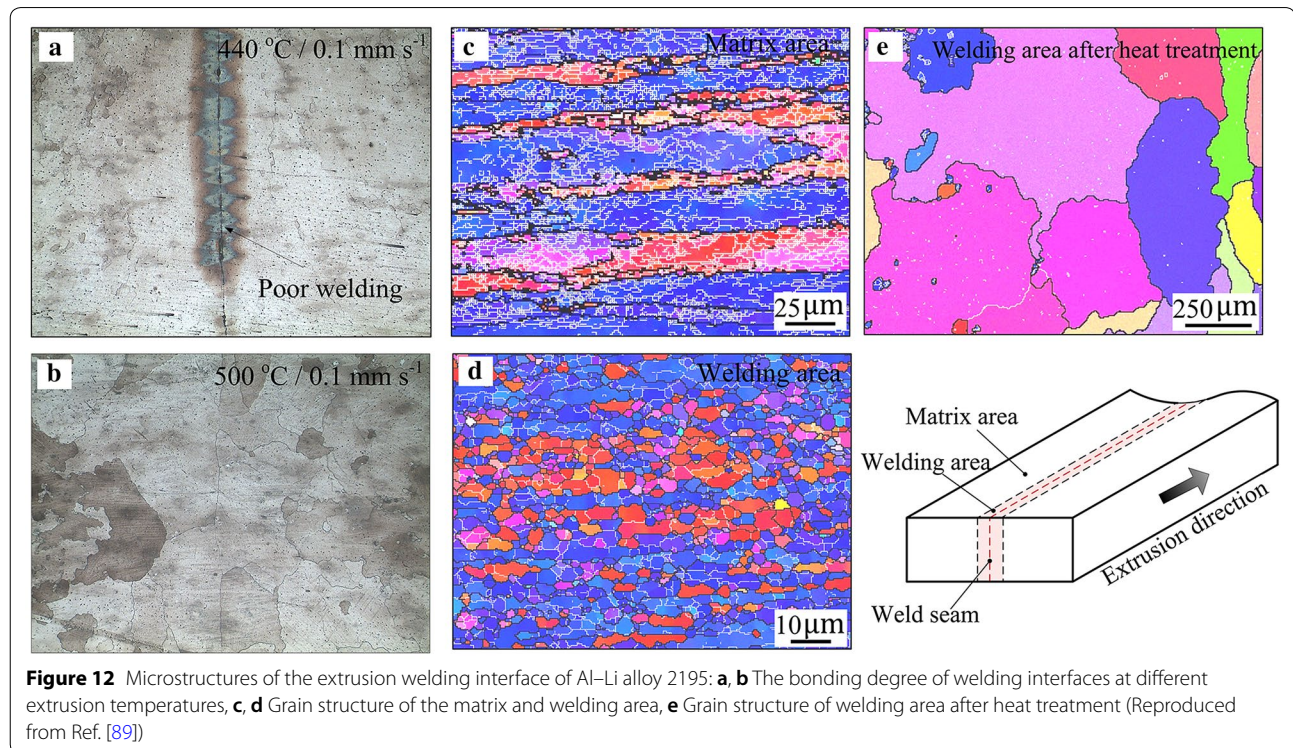 a
440 °C / 0.1 mm s⁻¹
Poor welding
c
Matrix area
25 μm
e
Welding area after heat treatment
250 μm
b
500 °C / 0.1 mm s⁻¹
d
Welding area
10 μm
Matrix area
Welding area
Weld seam
Extrusion direction
Figure 12 Microstructures of the extrusion welding interface of Al–Li alloy 2195: a, b The bonding degree of welding interfaces at different
extrusion temperatures, c, d Grain structure of the matrix and welding area, e Grain structure of welding area after heat treatment (Reproduced
from Ref. [89])